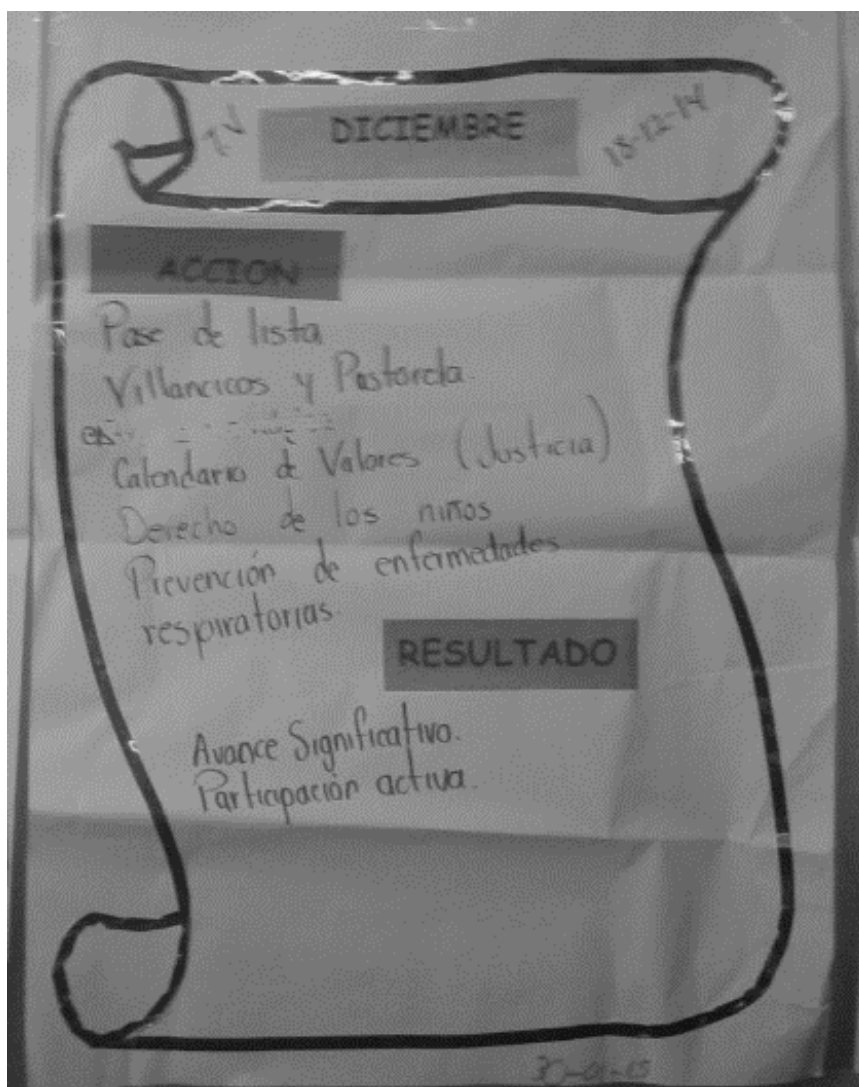 T.V DICIEMBRE 18-12-14
ACCION
Pase de lista
Villancicos y Pastorela.
Calendario de Valores (Justicia)
Derecho de los niños
Prevención de enfermedades
respiratorias.
RESULTADO
Avance Significativo.
Participación activa.